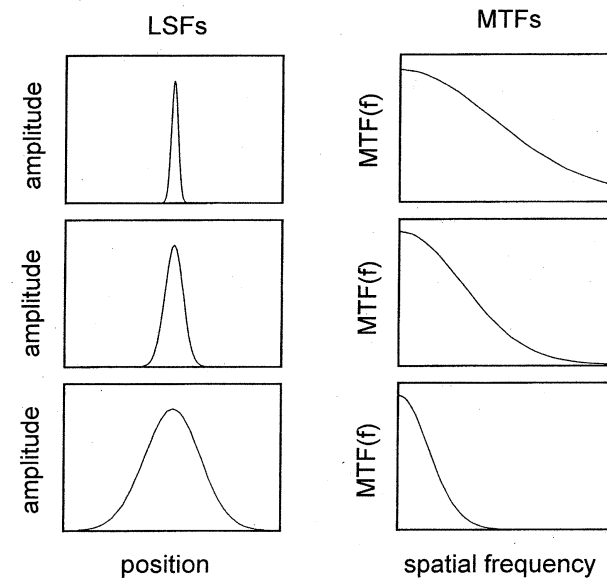 LSFs
MTFs
amplitude
MTF(f)
amplitude
MTF(f)
amplitude
MTF(f)
position
spatial frequency